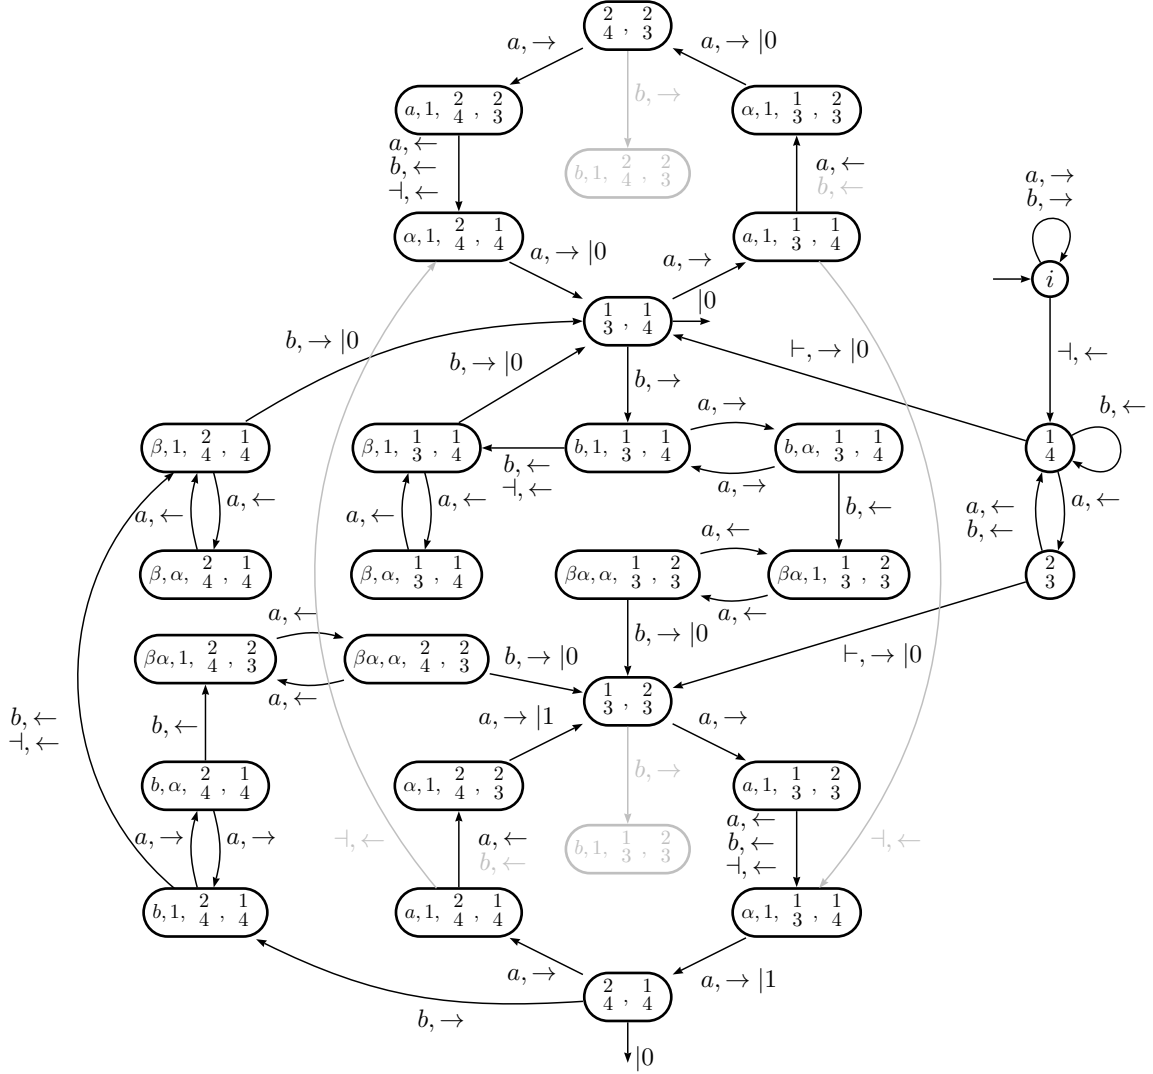 2 2
4 , 3
a, →
a, → |0
b, →
a, 1, 2 2
4 , 3
α, 1, 1 2
3 , 3
a, ←
b, ←
⊣, ←
b, 1, 2 2
4 , 3
a, ←
b, ←
a, →
b, →
α, 1, 2 1
4 , 4
a, 1, 1 1
3 , 4
a, → |0
a, →
i
|0
1 1
3 , 4
b, → |0
b, → |0
⊢, → |0
⊣, ←
b, →
a, →
b, ←
β, 1, 2 1
4 , 4
β, 1, 1 1
3 , 4
b, 1, 1 1
3 , 4
b, α, 1 1
3 , 4
1
4
b, ←
⊣, ←
a, →
a, ←
a, ←
a, ←
a, ←
b, ←
a, ←
b, ←
a, ←
a, ←
β, α, 2 1
4 , 4
β, α, 1 1
3 , 4
βα, α, 1 2
3 , 3
βα, 1, 1 2
3 , 3
2
3
a, ←
a, ←
b, → |0
βα, 1, 2 2
4 , 3
βα, α, 2 2
4 , 3
b, → |0
⊢, → |0
a, ←
1 2
3 , 3
b, ←
⊣, ←
b, ←
a, → |1
a, →
b, →
b, α, 2 1
4 , 4
α, 1, 2 2
4 , 3
a, 1, 1 2
3 , 3
a, →
a, →
⊣, ←
a, ←
b, ←
b, 1, 1 2
3 , 3
a, ←
b, ←
⊣, ←
⊣, ←
b, 1, 2 1
4 , 4
a, 1, 2 1
4 , 4
α, 1, 1 1
3 , 4
a, →
a, → |1
2 1
4 , 4
b, →
|0